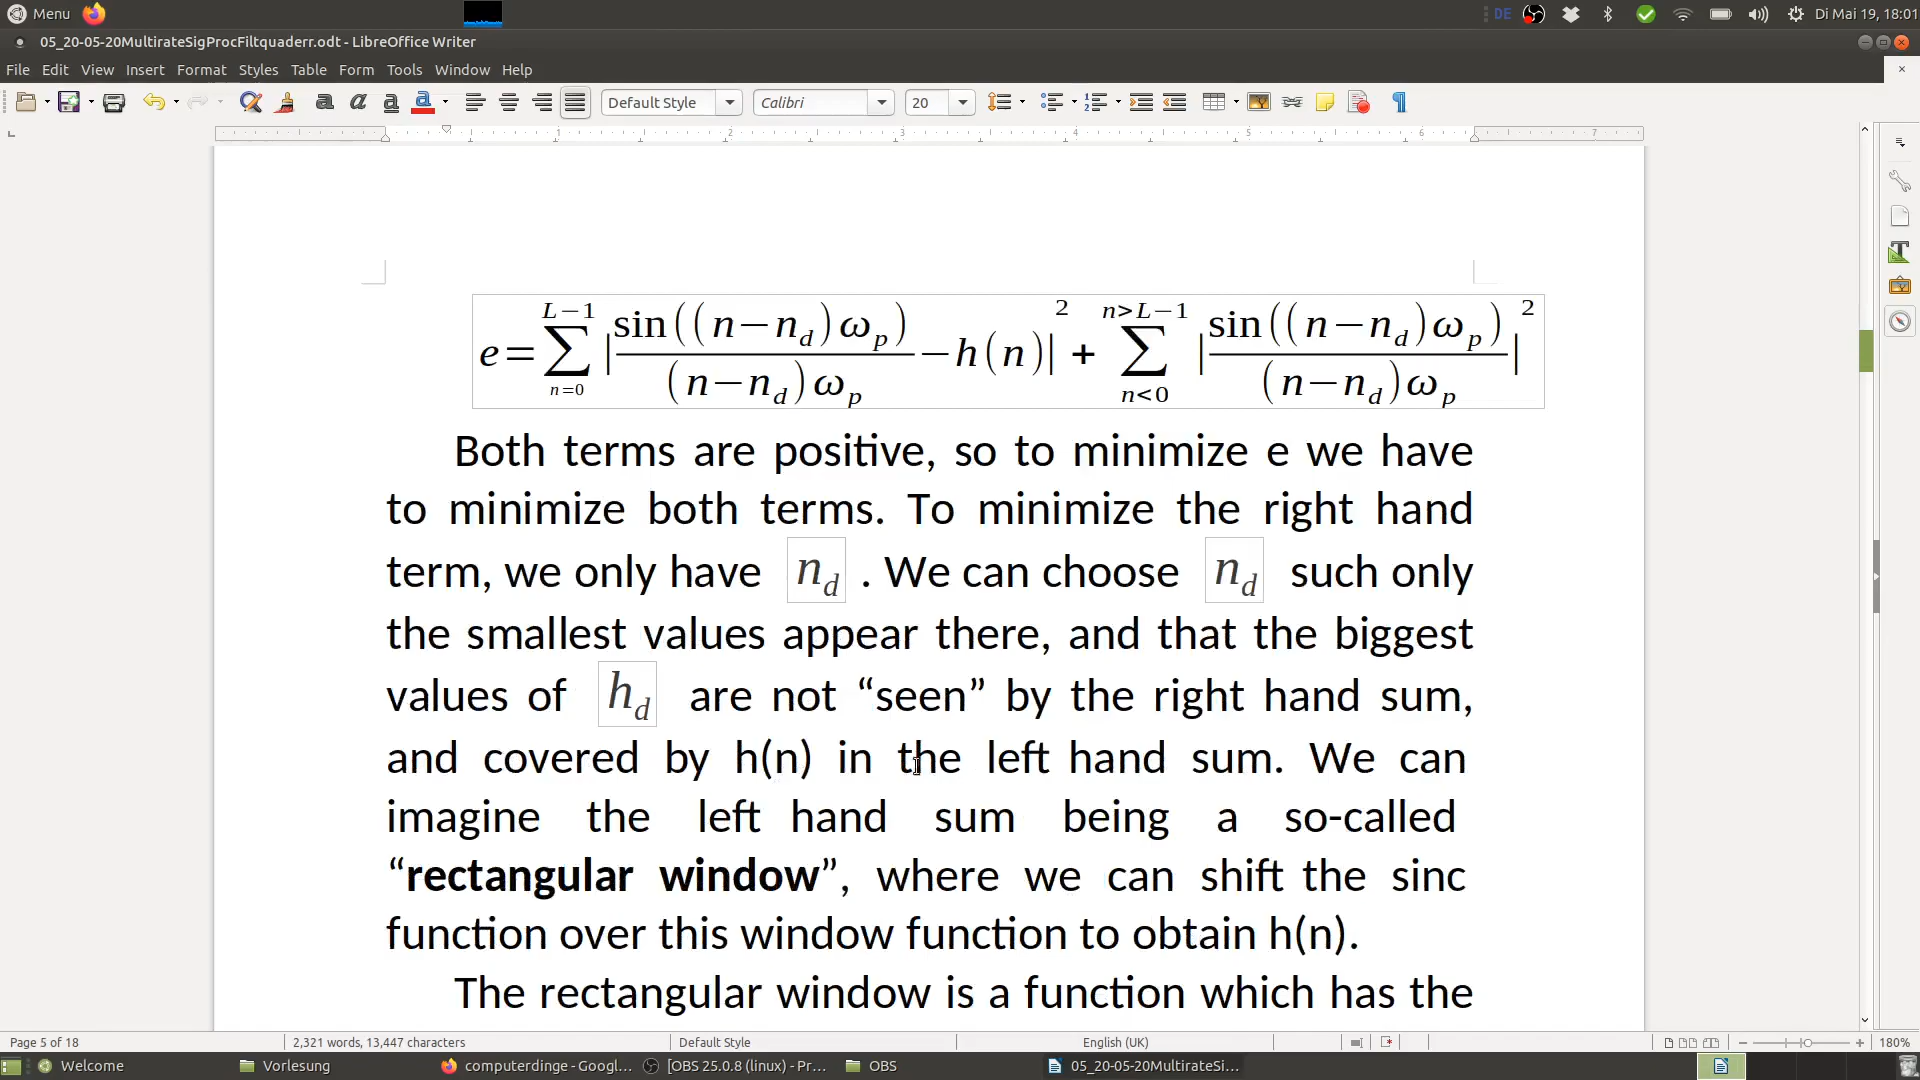 Menu
DE
Di Mai 19, 18:01
05_20-05-20MultirateSigProcFiltquaderr.odt - LibreOffice Writer
File Edit View Insert Format Styles Table Form Tools Window Help
Default Style Calibri 20
1 2 3 4 5 6 7
e=∑_{n=0}^{L−1} |sin((n−n_d)ω_p)/((n−n_d)ω_p) − h(n)|^2 + ∑_{n<0}^{n>L−1} |sin((n−n_d)ω_p)/((n−n_d)ω_p)|^2
Both terms are positive, so to minimize e we have
to minimize both terms. To minimize the right hand
term, we only have n_d . We can choose n_d such only
the smallest values appear there, and that the biggest
values of h_d are not “seen” by the right hand sum,
and covered by h(n) in the left hand sum. We can
imagine the left hand sum being a so-called
“rectangular window”, where we can shift the sinc
function over this window function to obtain h(n).
The rectangular window is a function which has the
Page 5 of 18 2,321 words, 13,447 characters Default Style English (UK) 180%
Welcome Vorlesung computerdinge - Googl... [OBS 25.0.8 (linux) - Pr... OBS 05_20-05-20MultirateSi...